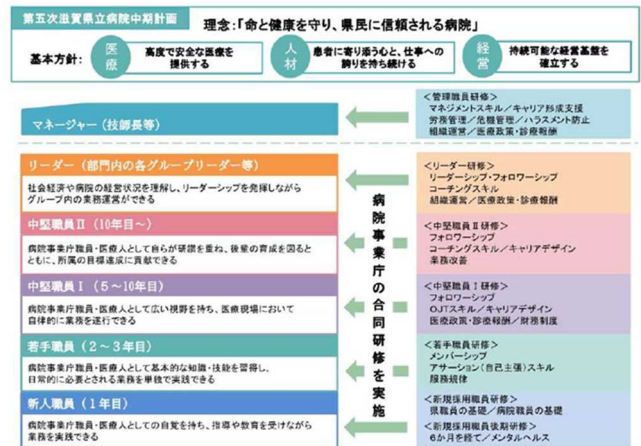 第五次滋賀県立病院中期計画
理念:「命と健康を守り、県民に信頼される病院」
基本方針:
医療
高度で安全な医療を
提供する
人材
患者に寄り添う心と、仕事への
誇りを持ち続ける
経営
持続可能な経営基盤を
確立する
マネージャー(技師長等)
<管理職員研修>
マネジメントスキル/キャリア形成支援
労務管理/危機管理/ハラスメント防止
組織運営/医療政策・診療報酬
リーダー(部門内の各グループリーダー等)
社会経済や病院の経営状況を理解し、リーダーシップを発揮しながら
グループ内の業務運営ができる
<リーダー研修>
リーダーシップ・フォロワーシップ
コーチングスキル
組織運営/医療政策・診療報酬
中堅職員Ⅱ(10年目~)
病院事業庁職員・医療人として自らが研鑽を重ね、後輩の育成を図ると
ともに、所属の目標達成に貢献できる
<中堅職員Ⅱ研修>
フォロワーシップ
コーチングスキル/キャリアデザイン
業務改善
中堅職員Ⅰ(5~10年目)
病院事業庁職員・医療人として広い視野を持ち、医療現場において
自律的に業務を遂行できる
<中堅職員Ⅰ研修>
フォロワーシップ
OJTスキル/キャリアデザイン
医療政策・診療報酬/財務制度
若手職員(2~3年目)
病院事業庁職員・医療人として基本的な知識・技能を習得し、
日常的に必要とされる業務を単独で実践できる
<若手職員研修>
メンバーシップ
アサーション(自己主張)スキル
服務規律
新人職員(1年目)
病院事業庁職員・医療人としての自覚を持ち、指導や教育を受けながら
業務を実践できる
<新規採用職員研修>
県職員の基礎/病院職員の基礎
<新規採用職員後期研修>
6か月を経て/メンタルヘルス
病院事業庁の合同研修を実施